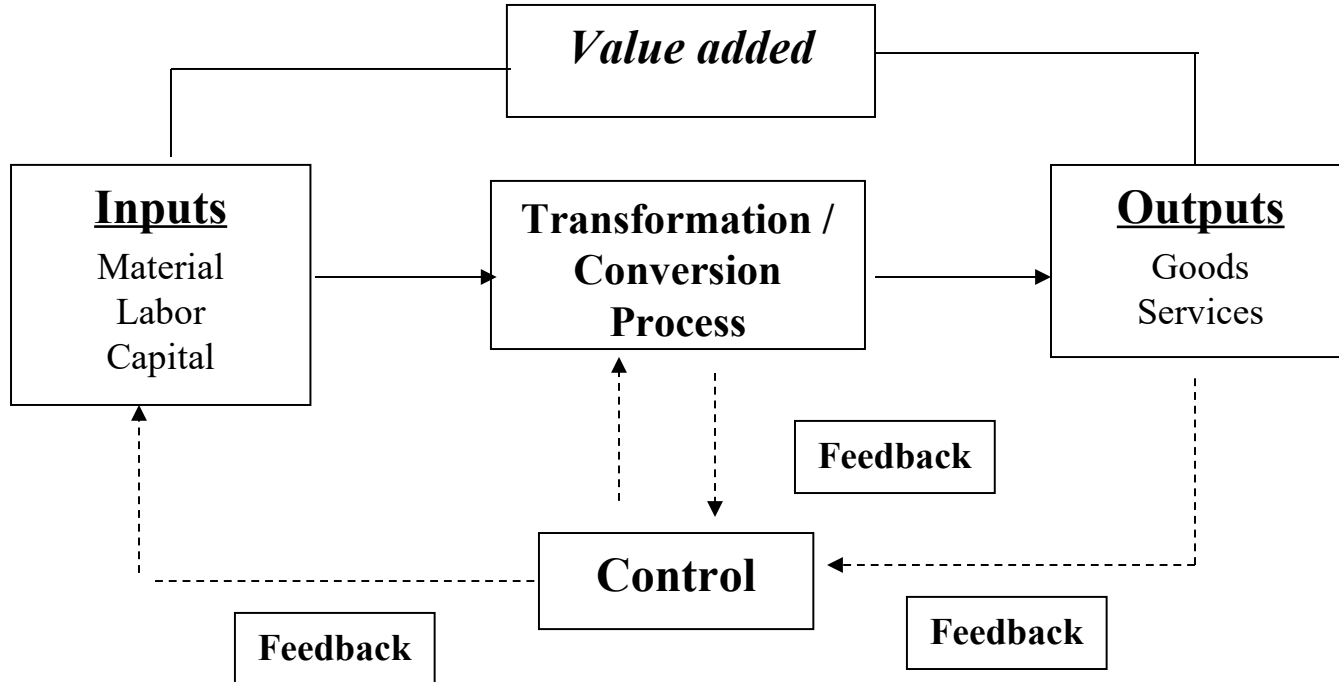 Value added
Inputs
Material
Labor
Capital
Transformation /
Conversion
Process
Outputs
Goods
Services
Feedback
Control
Feedback
Feedback